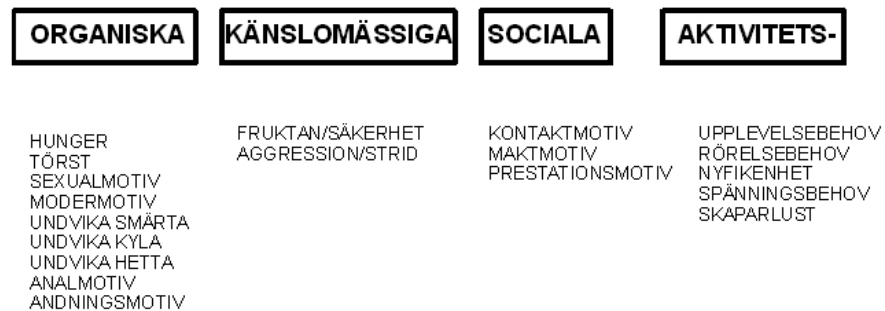 ORGANISKA
KÄNSLOMÄSSIGA
SOCIALA
AKTIVITETS-
HUNGER
TÖRST
SEXUALMOTIV
MODERMOTIV
UNDVIKA SMÄRTA
UNDVIKA KYLA
UNDVIKA HETTA
ANALMOTIV
ANDNINGSMOTIV
FRUKTAN/SÄKERHET
AGGRESSION/STRID
KONTAKTMOTIV
MAKTMOTIV
PRESTATIONSMOTIV
UPPLEVELSEBEHOV
RÖRELSEBEHOV
NYFIKENHET
SPÄNNINGSBEHOV
SKAPARLUST